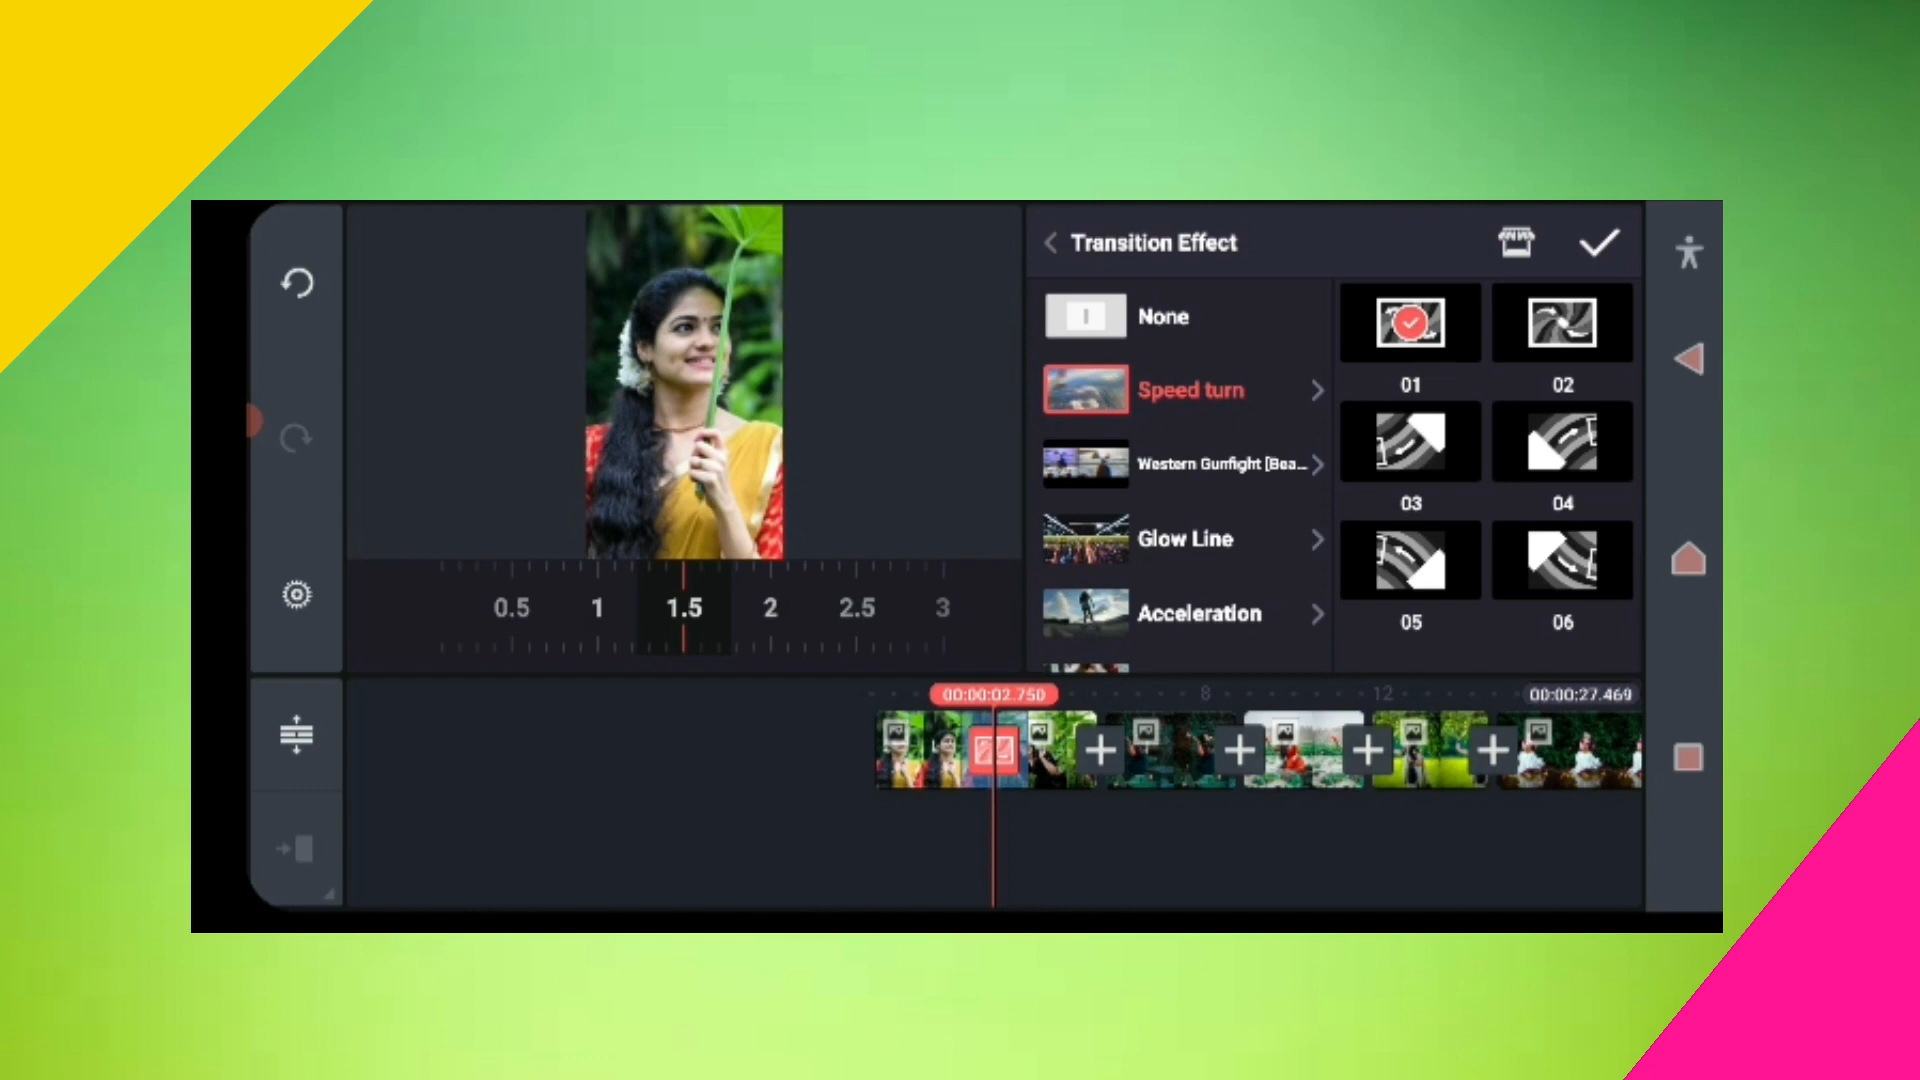 Transition Effect
None
Speed turn
Western Gunfight [Bea...
Glow Line
Acceleration
01
02
03
04
05
06
0.5 1 1.5 2 2.5 3
00:00:02.750
8
12
00:00:27.469